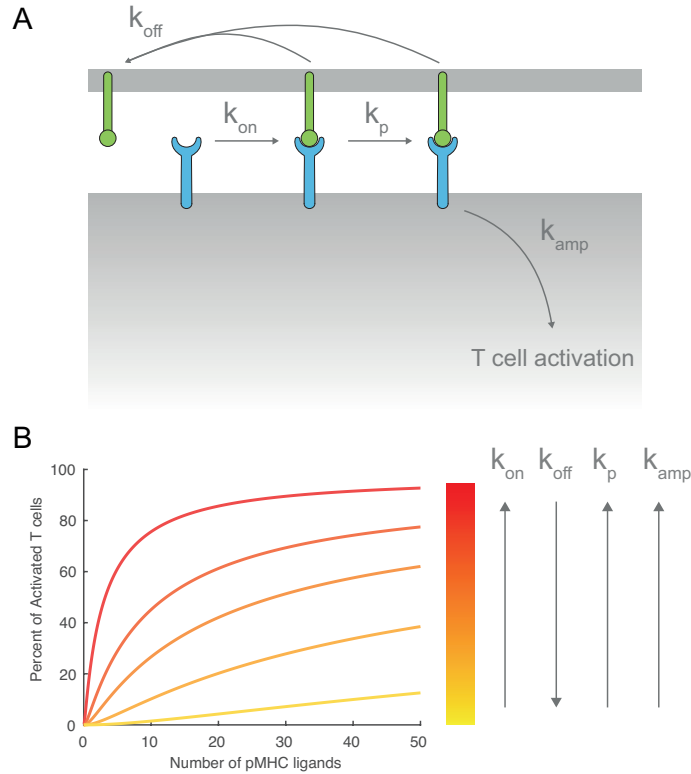 A
k_off
k_on
k_p
k_amp
T cell activation
B
k_on k_off k_p k_amp
Percent of Activated T cells
100
80
60
40
20
0
0 10 20 30 40 50
Number of pMHC ligands